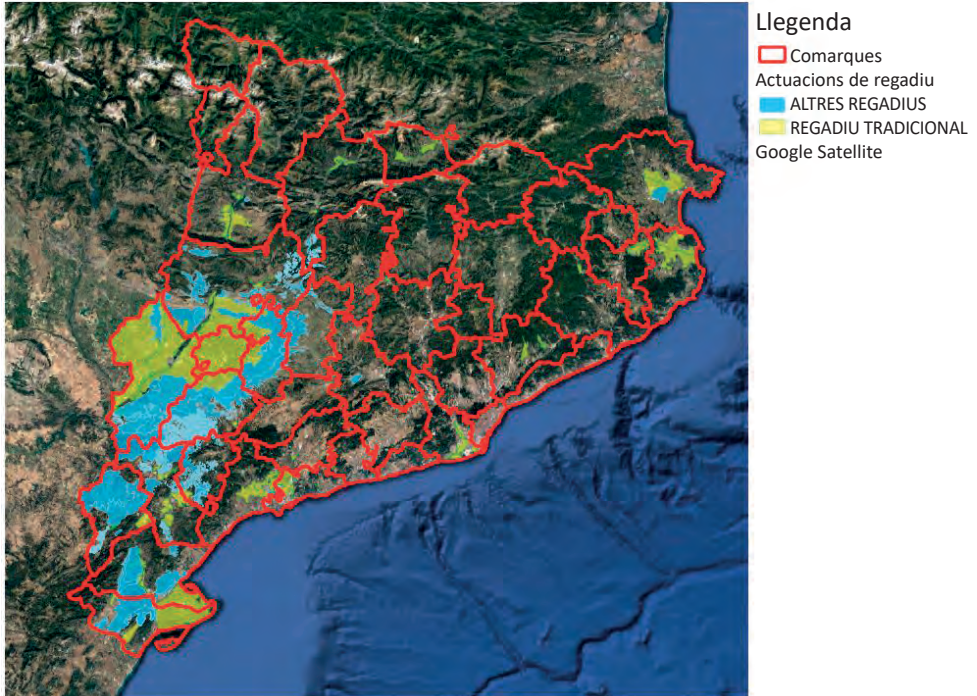 Llegenda
Comarques
Actuacions de regadiu
ALTRES REGADIUS
REGADIU TRADICIONAL
Google Satellite